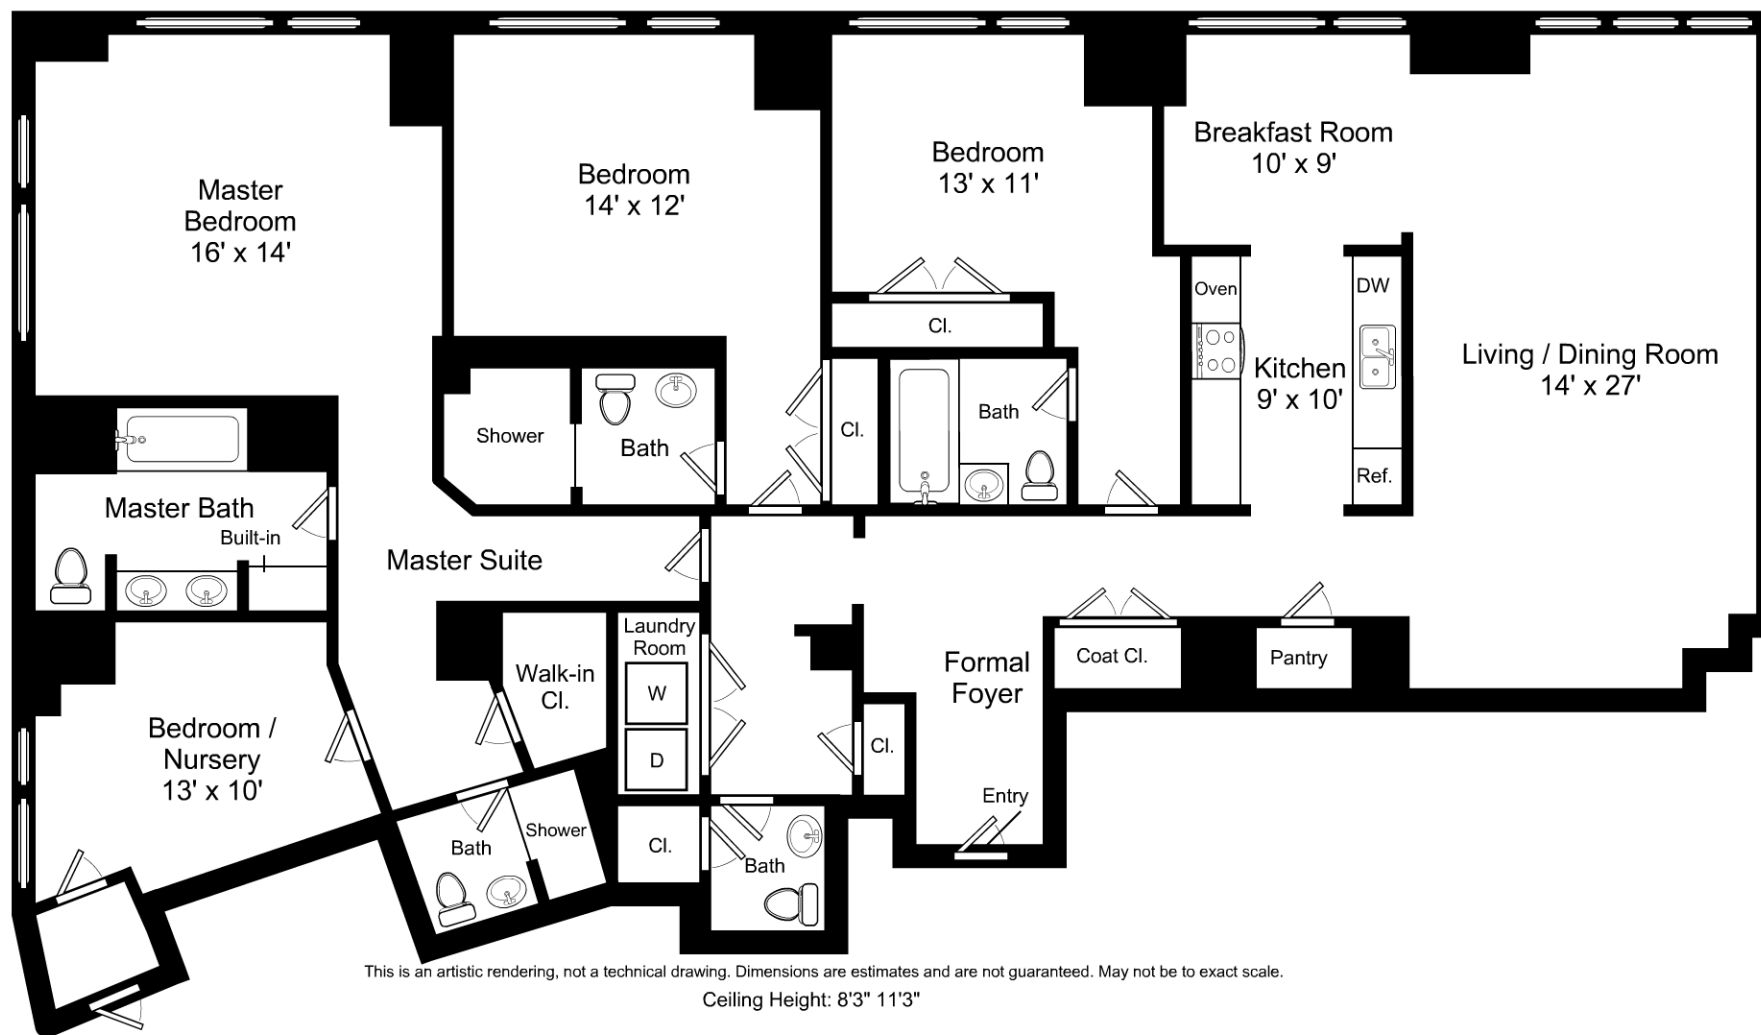 Master
Bedroom
16' x 14'
Bedroom
14' x 12'
Bedroom
13' x 11'
Breakfast Room
10' x 9'
Cl.
Oven
DW
Kitchen
9' x 10'
Ref.
Living / Dining Room
14' x 27'
Shower
Bath
Cl.
Bath
Master Bath
Built-in
Master Suite
Laundry
Room
W
D
Walk-in
Cl.
Formal
Foyer
Coat Cl.
Pantry
Bedroom /
Nursery
13' x 10'
Cl.
Entry
Bath
Shower
Cl.
Bath
This is an artistic rendering, not a technical drawing. Dimensions are estimates and are not guaranteed. May not be to exact scale.
Ceiling Height: 8'3" 11'3"